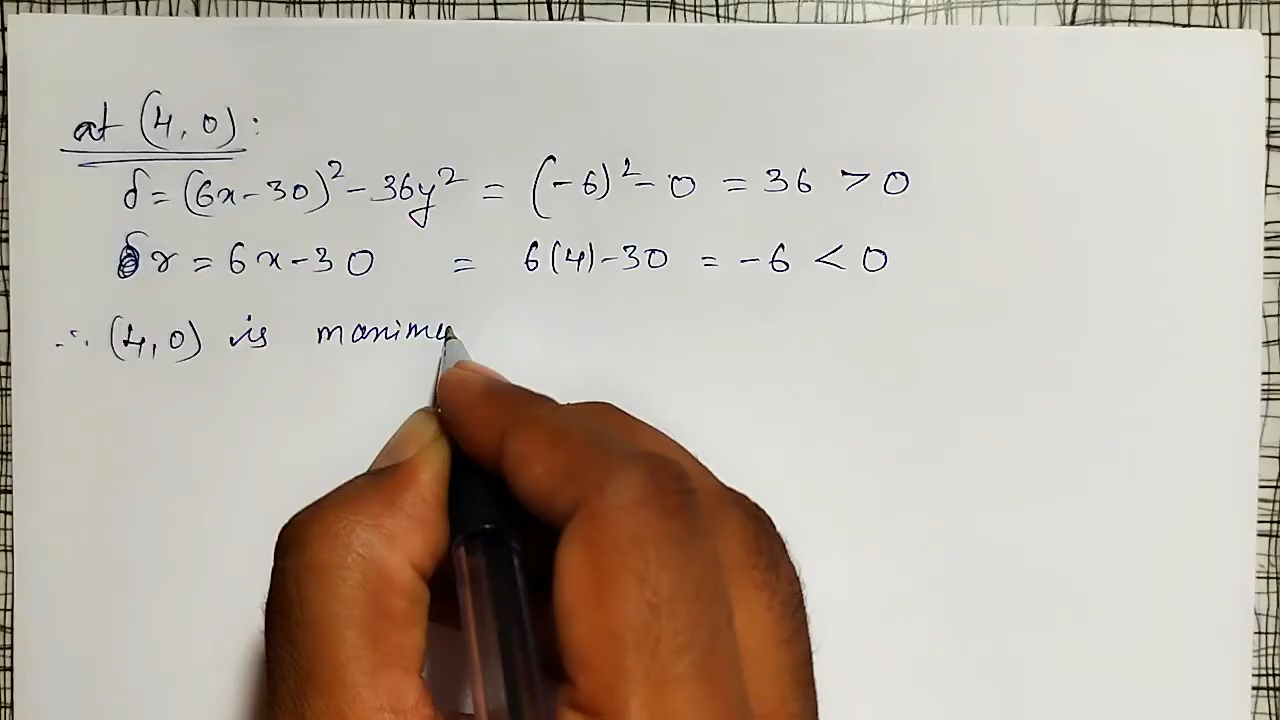 at (4, 0) :
δ = (6x-30)² - 36y² = (-6)² - 0 = 36 > 0
r = 6x - 30 = 6(4) - 30 = -6 < 0
∴ (4, 0) is maximu